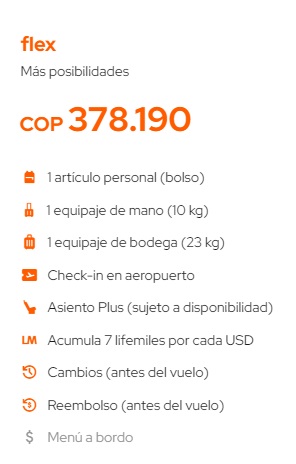 flex
Más posibilidades
COP 378.190
1 artículo personal (bolso)
1 equipaje de mano (10 kg)
1 equipaje de bodega (23 kg)
Check-in en aeropuerto
Asiento Plus (sujeto a disponibilidad)
LM Acumula 7 lifemiles por cada USD
Cambios (antes del vuelo)
$ Reembolso (antes del vuelo)
$ Menú a bordo